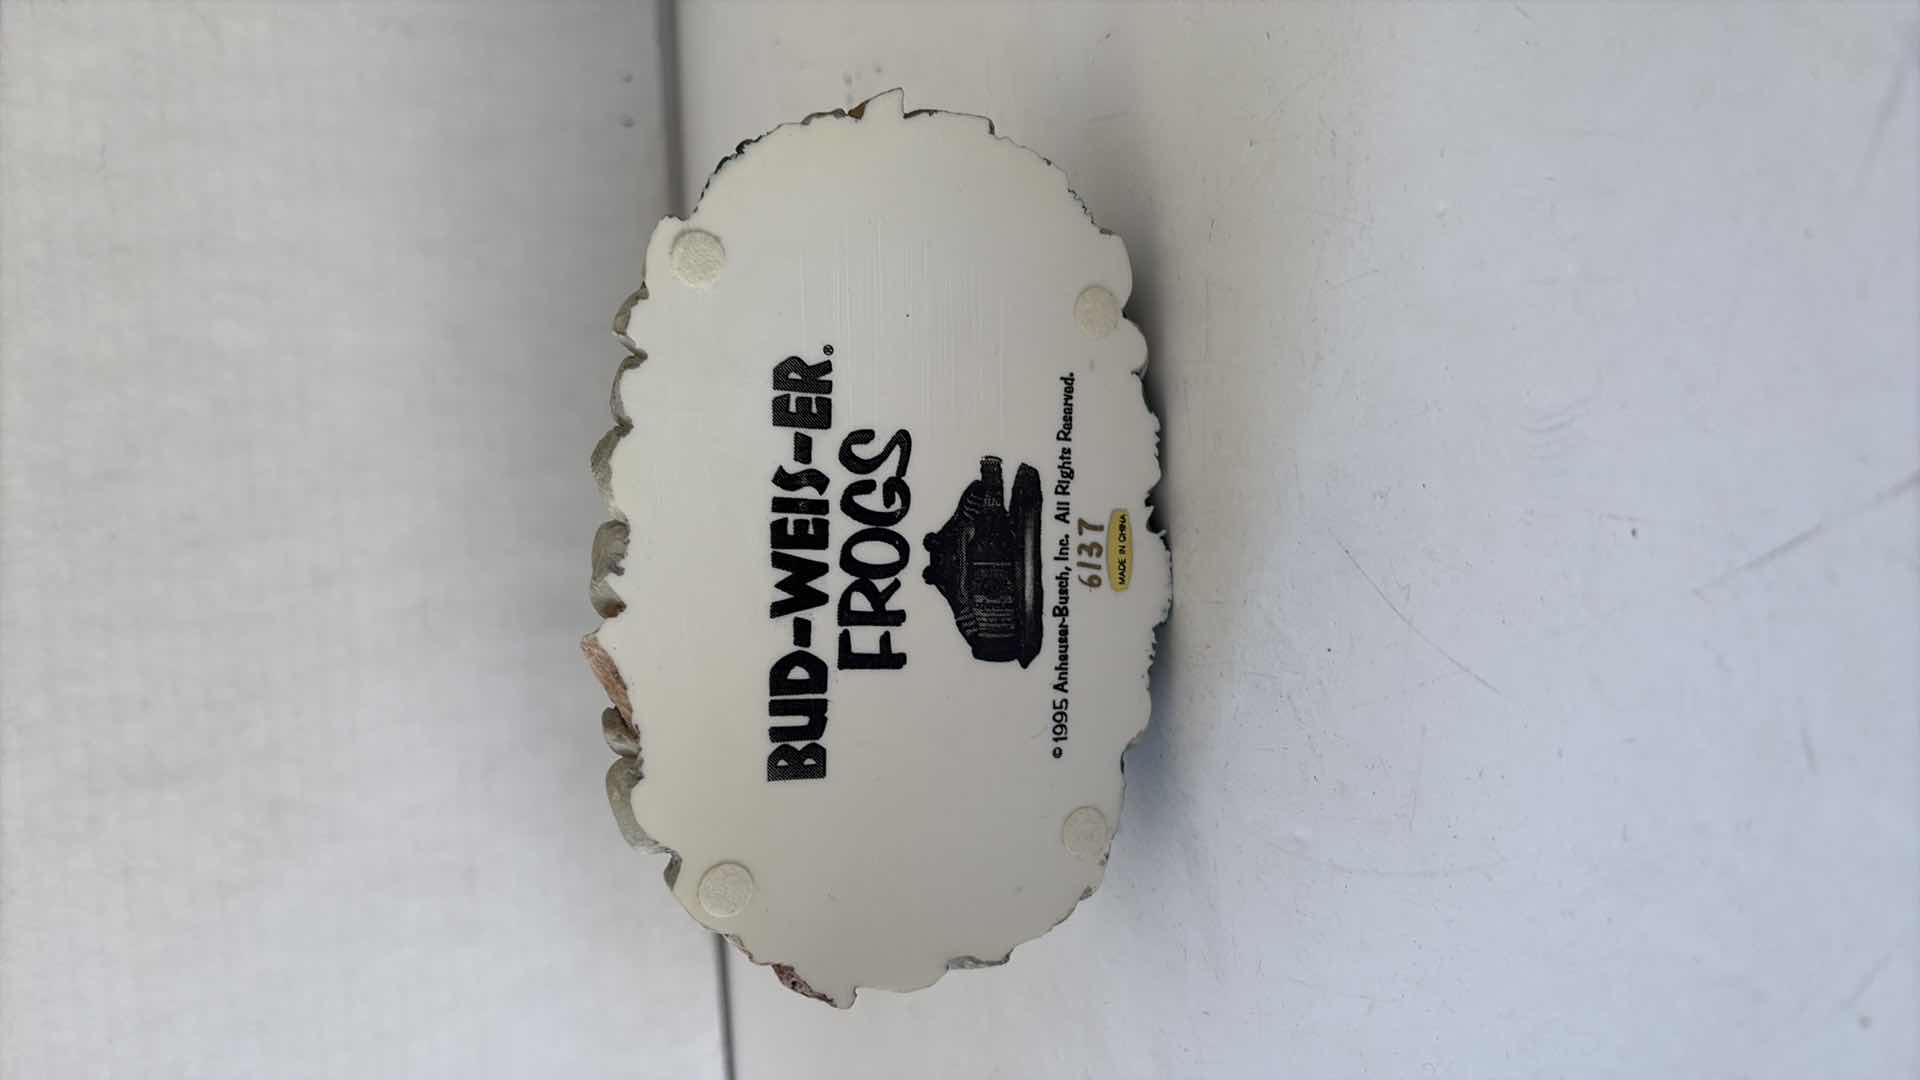 BUD-WEIS-ER®
FROGS
©1995 Anheuser-Busch, Inc. All Rights Reserved.
6137
MADE IN CHINA